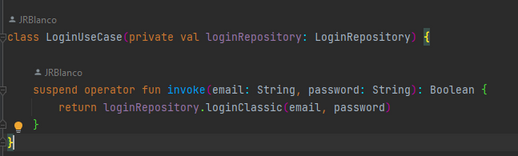 JRBlanco
class LoginUseCase(private val loginRepository: LoginRepository) {
JRBlanco
suspend operator fun invoke(email: String, password: String): Boolean {
return loginRepository.loginClassic(email, password)
}
}